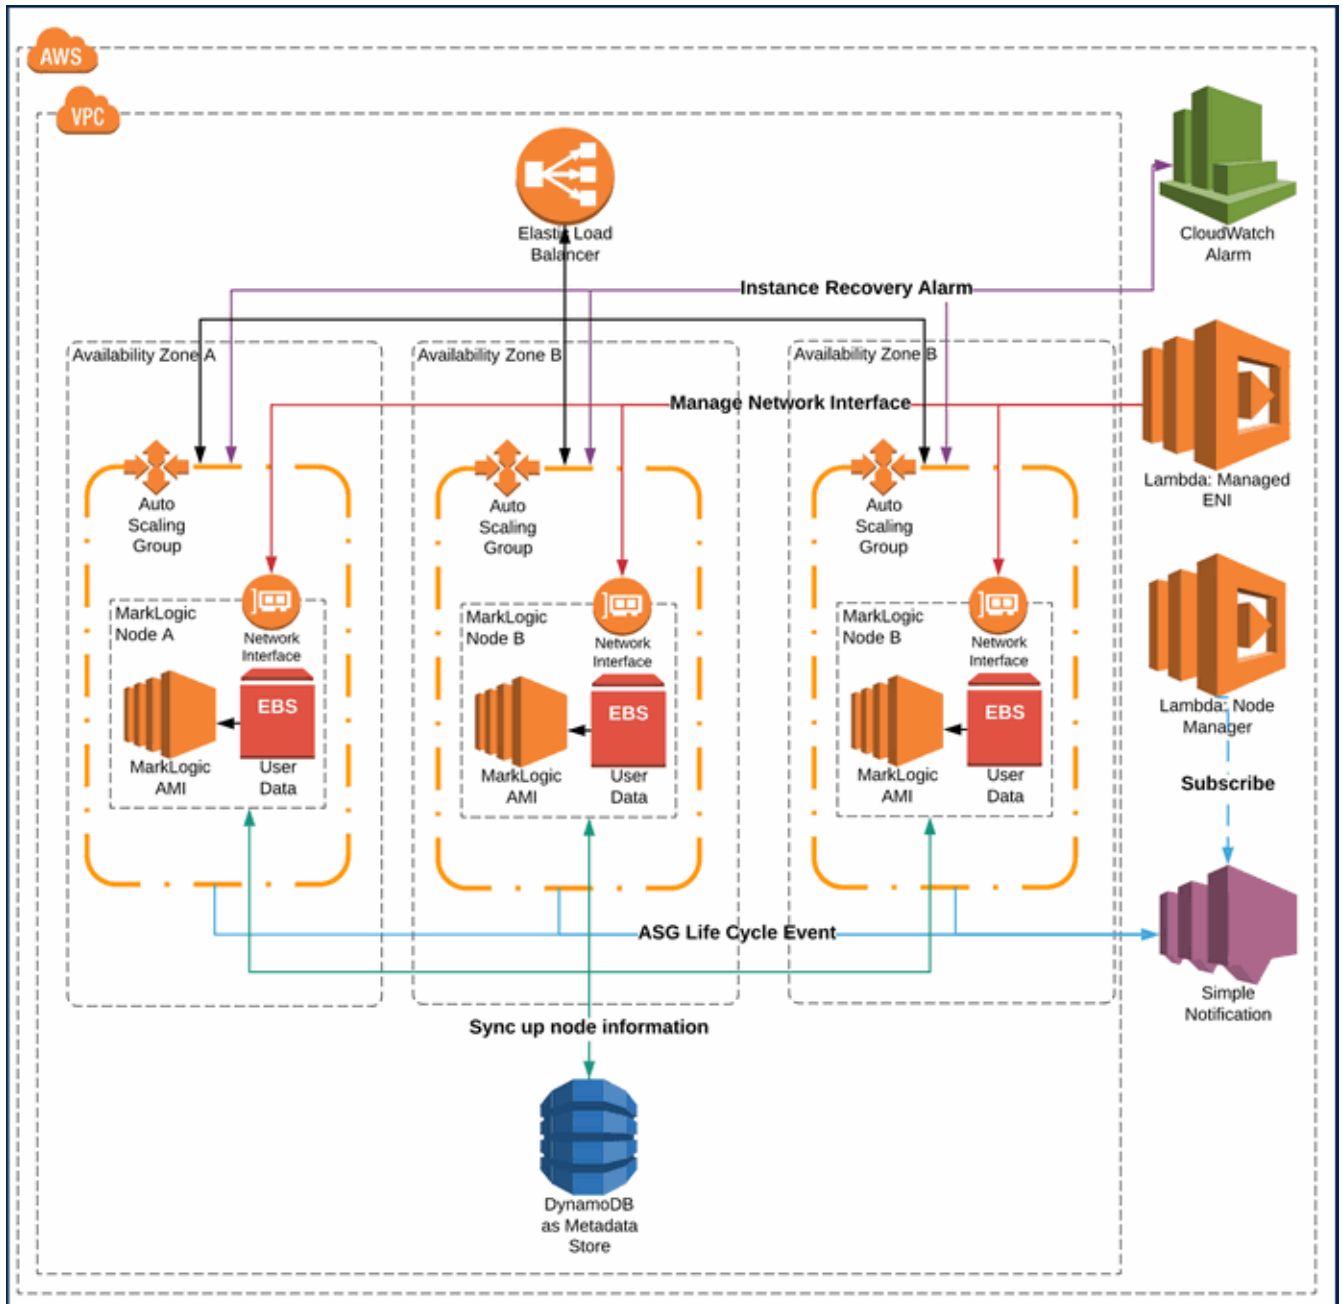 AWS
VPC
Elastic Load
Balancer
CloudWatch
Alarm
Instance Recovery Alarm
Availability Zone A
Availability Zone B
Availability Zone B
Manage Network Interface
Lambda: Managed
ENI
Auto
Scaling
Group
Auto
Scaling
Group
Auto
Scaling
Group
MarkLogic
Node A
Network
Interface
EBS
MarkLogic
AMI
User
Data
MarkLogic
Node B
Network
Interface
EBS
MarkLogic
AMI
User
Data
MarkLogic
Node B
Network
Interface
EBS
MarkLogic
AMI
User
Data
Lambda: Node
Manager
Subscribe
ASG Life Cycle Event
Simple
Notification
Sync up node information
DynamoDB
as Metadata
Store